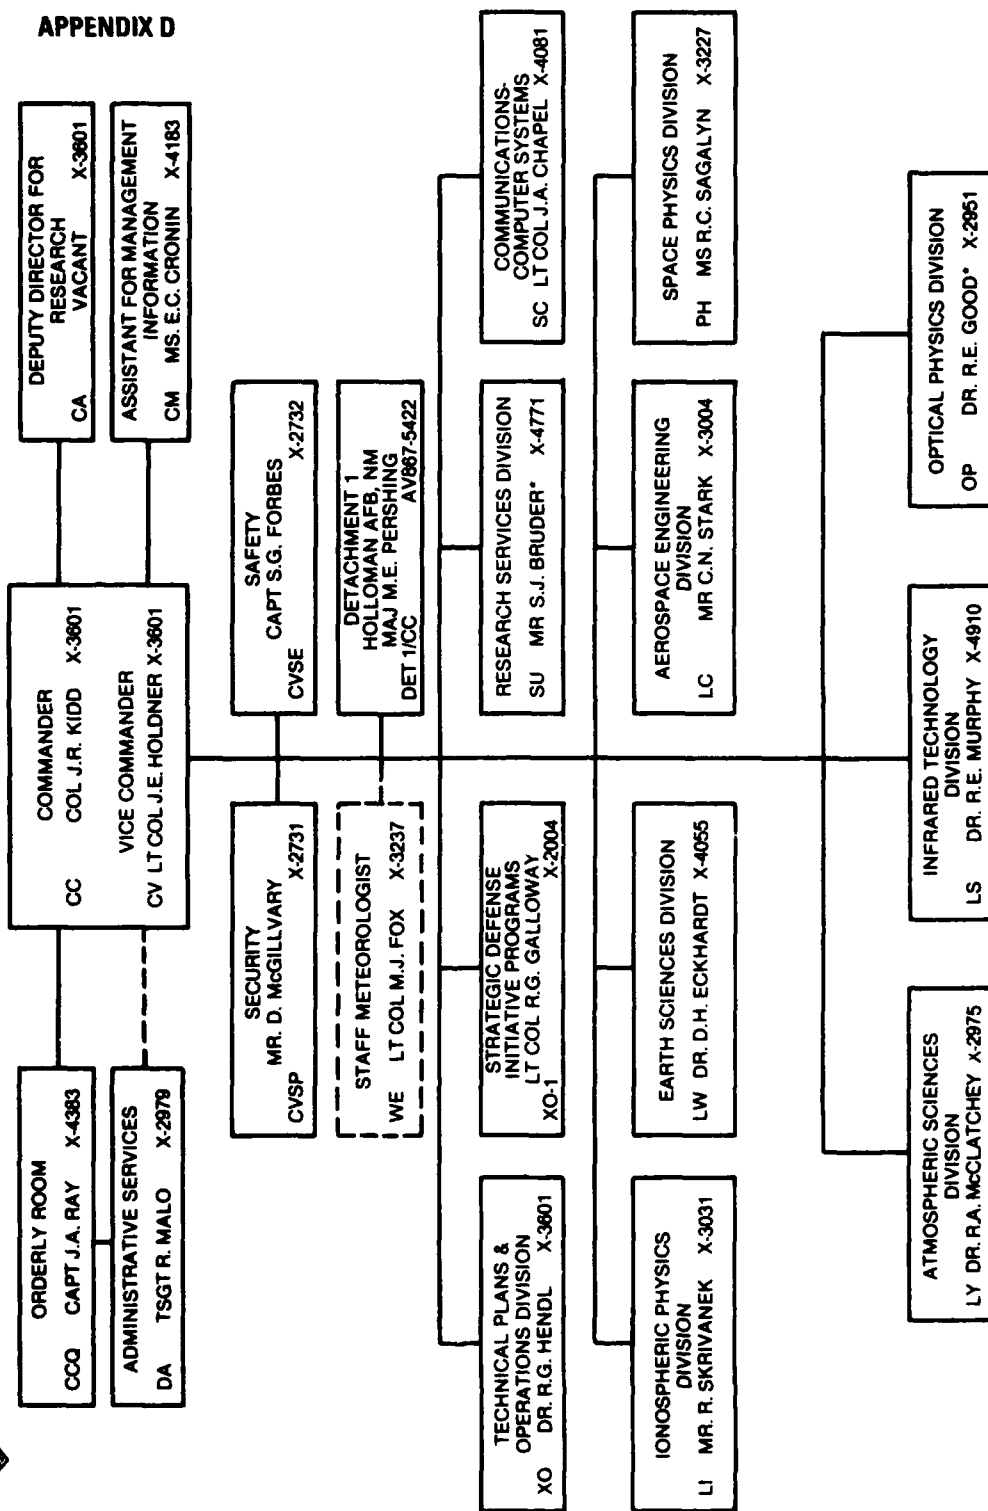 APPENDIX D
ORDERLY ROOM
CCQ CAPT J.A. RAY X-4383
ADMINISTRATIVE SERVICES
DA TSGT R. MALO X-2979
COMMANDER
CC COL J.R. KIDD X-3601
VICE COMMANDER
CV LT COL J.E. HOLDNER X-3601
DEPUTY DIRECTOR FOR
RESEARCH
CA VACANT X-3601
ASSISTANT FOR MANAGEMENT
INFORMATION
CM MS. E.C. CRONIN X-4183
SECURITY
MR. D. McGILLVARY
CVSP X-2731
SAFETY
CAPT S.G. FORBES
CVSE X-2732
STAFF METEOROLOGIST
WE LT COL M.J. FOX X-3237
DETACHMENT 1
HOLLOMAN AFB, NM
MAJ M.E. PERSHING
DET 1/CC AV867-5422
TECHNICAL PLANS &
OPERATIONS DIVISION
XO DR. R.G. HENDL X-3601
STRATEGIC DEFENSE
INITIATIVE PROGRAMS
LT COL R.G. GALLOWAY
XO-1 X-2004
RESEARCH SERVICES DIVISION
SU MR S.J. BRUDER* X-4771
COMMUNICATIONS-
COMPUTER SYSTEMS
SC LT COL J.A. CHAPEL X-4081
IONOSPHERIC PHYSICS
DIVISION
LI MR. R. SKRIVANEK X-3031
EARTH SCIENCES DIVISION
LW DR. D.H. ECKHARDT X-4055
AEROSPACE ENGINEERING
DIVISION
LC MR C.N. STARK X-3004
SPACE PHYSICS DIVISION
PH MS R.C. SAGALYN X-3227
ATMOSPHERIC SCIENCES
DIVISION
LY DR. R.A. McCLATCHEY X-2975
INFRARED TECHNOLOGY
DIVISION
LS DR. R.E. MURPHY X-4910
OPTICAL PHYSICS DIVISION
OP DR. R.E. GOOD* X-2951